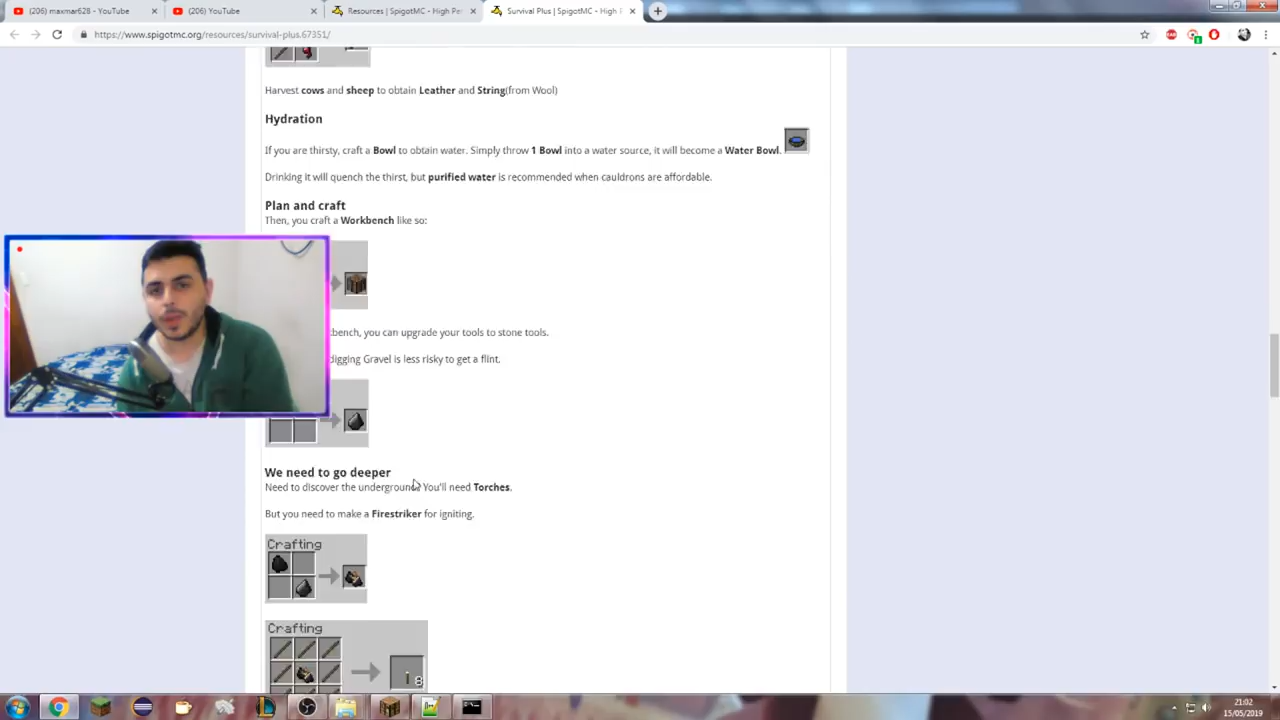 (206) maxmar628 - YouTube
(206) YouTube
Resources | SpigotMC - High Pe
Survival Plus | SpigotMC - High P
https://www.spigotmc.org/resources/survival-plus.67351/
Harvest cows and sheep to obtain Leather and String(from Wool)
Hydration
If you are thirsty, craft a Bowl to obtain water. Simply throw 1 Bowl into a water source, it will become a Water Bowl.
Drinking it will quench the thirst, but purified water is recommended when cauldrons are affordable.
Plan and craft
Then, you craft a Workbench like so:
bench, you can upgrade your tools to stone tools.
digging Gravel is less risky to get a flint.
We need to go deeper
Need to discover the underground You'll need Torches.
But you need to make a Firestriker for igniting.
Crafting
Crafting
8
21:02
15/05/2019